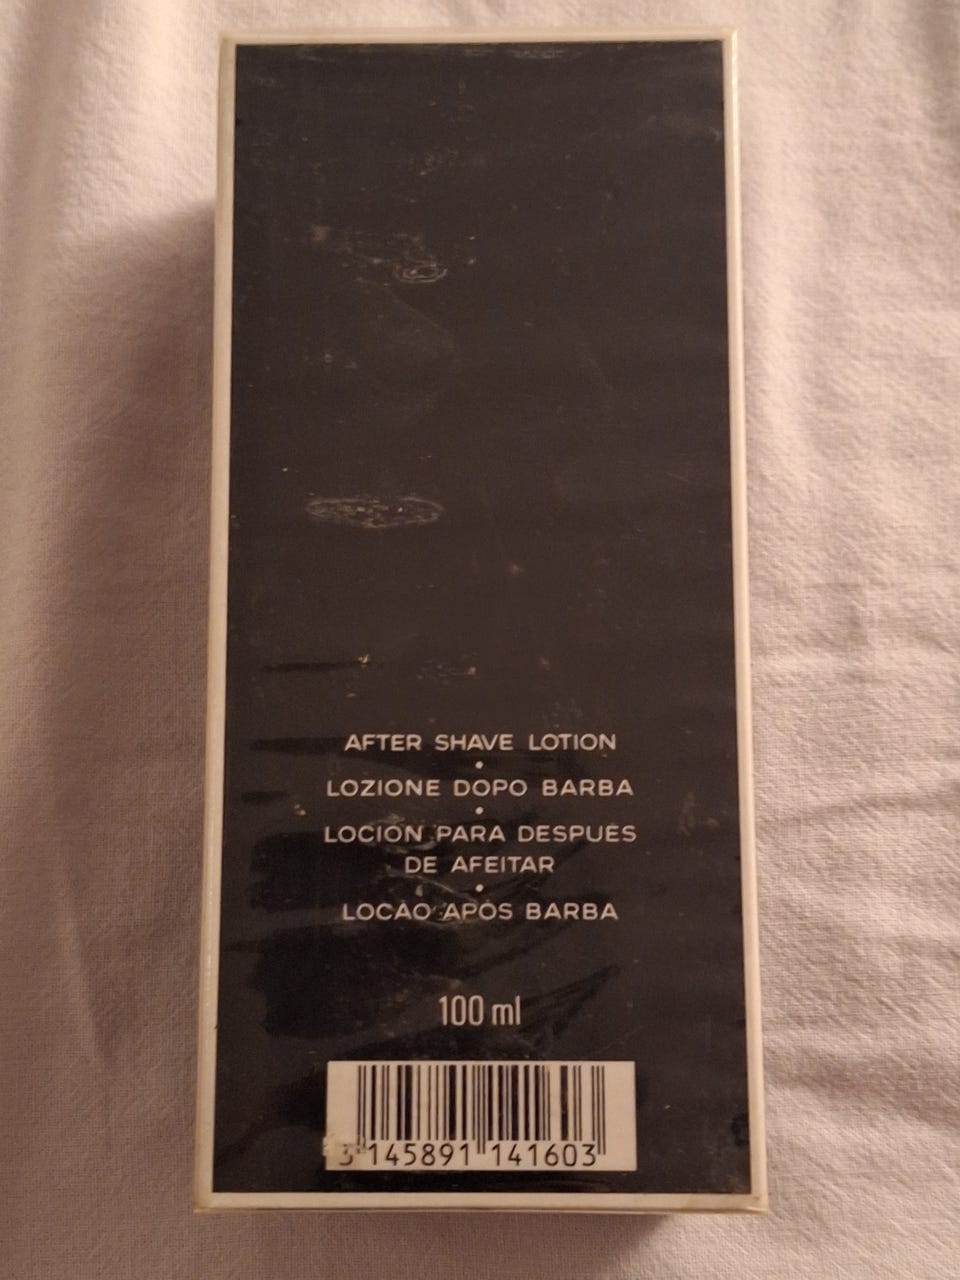 AFTER SHAVE LOTION
•
LOZIONE DOPO BARBA
•
LOCION PARA DESPUES
DE AFEITAR
•
LOCAO APOS BARBA
100 ml
3 145891 141603